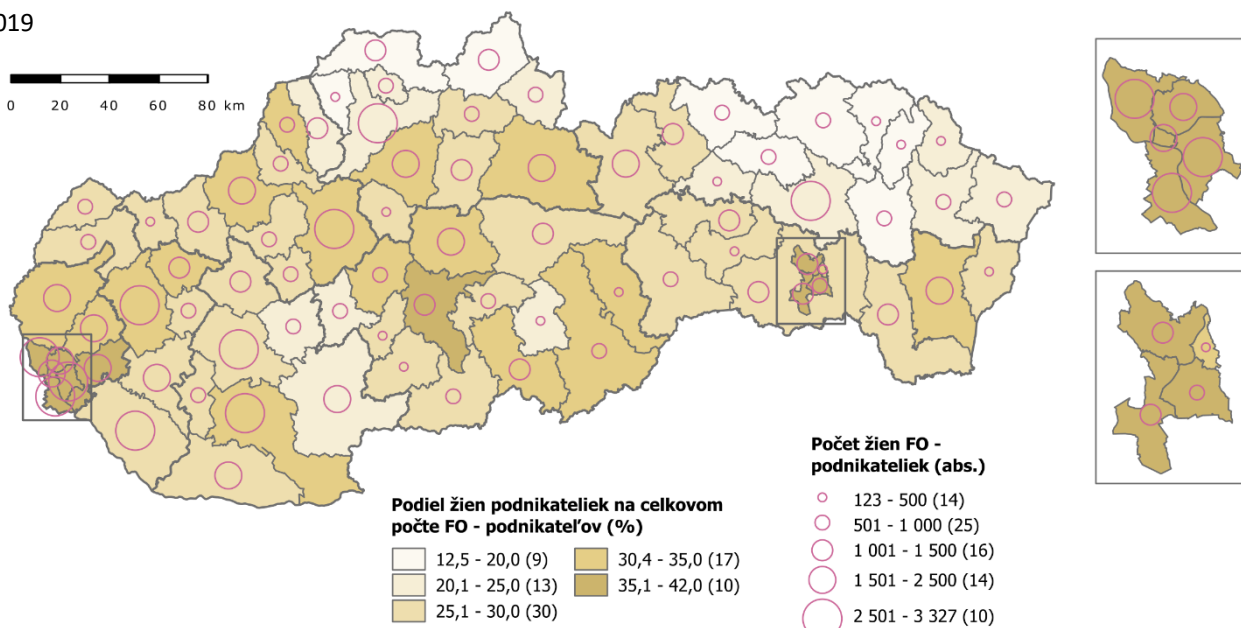 019
0 20 40 60 80 km
Podiel žien podnikateliek na celkovom
počte FO - podnikateľov (%)
12,5 - 20,0 (9)
20,1 - 25,0 (13)
25,1 - 30,0 (30)
30,4 - 35,0 (17)
35,1 - 42,0 (10)
Počet žien FO -
podnikateliek (abs.)
123 - 500 (14)
501 - 1 000 (25)
1 001 - 1 500 (16)
1 501 - 2 500 (14)
2 501 - 3 327 (10)